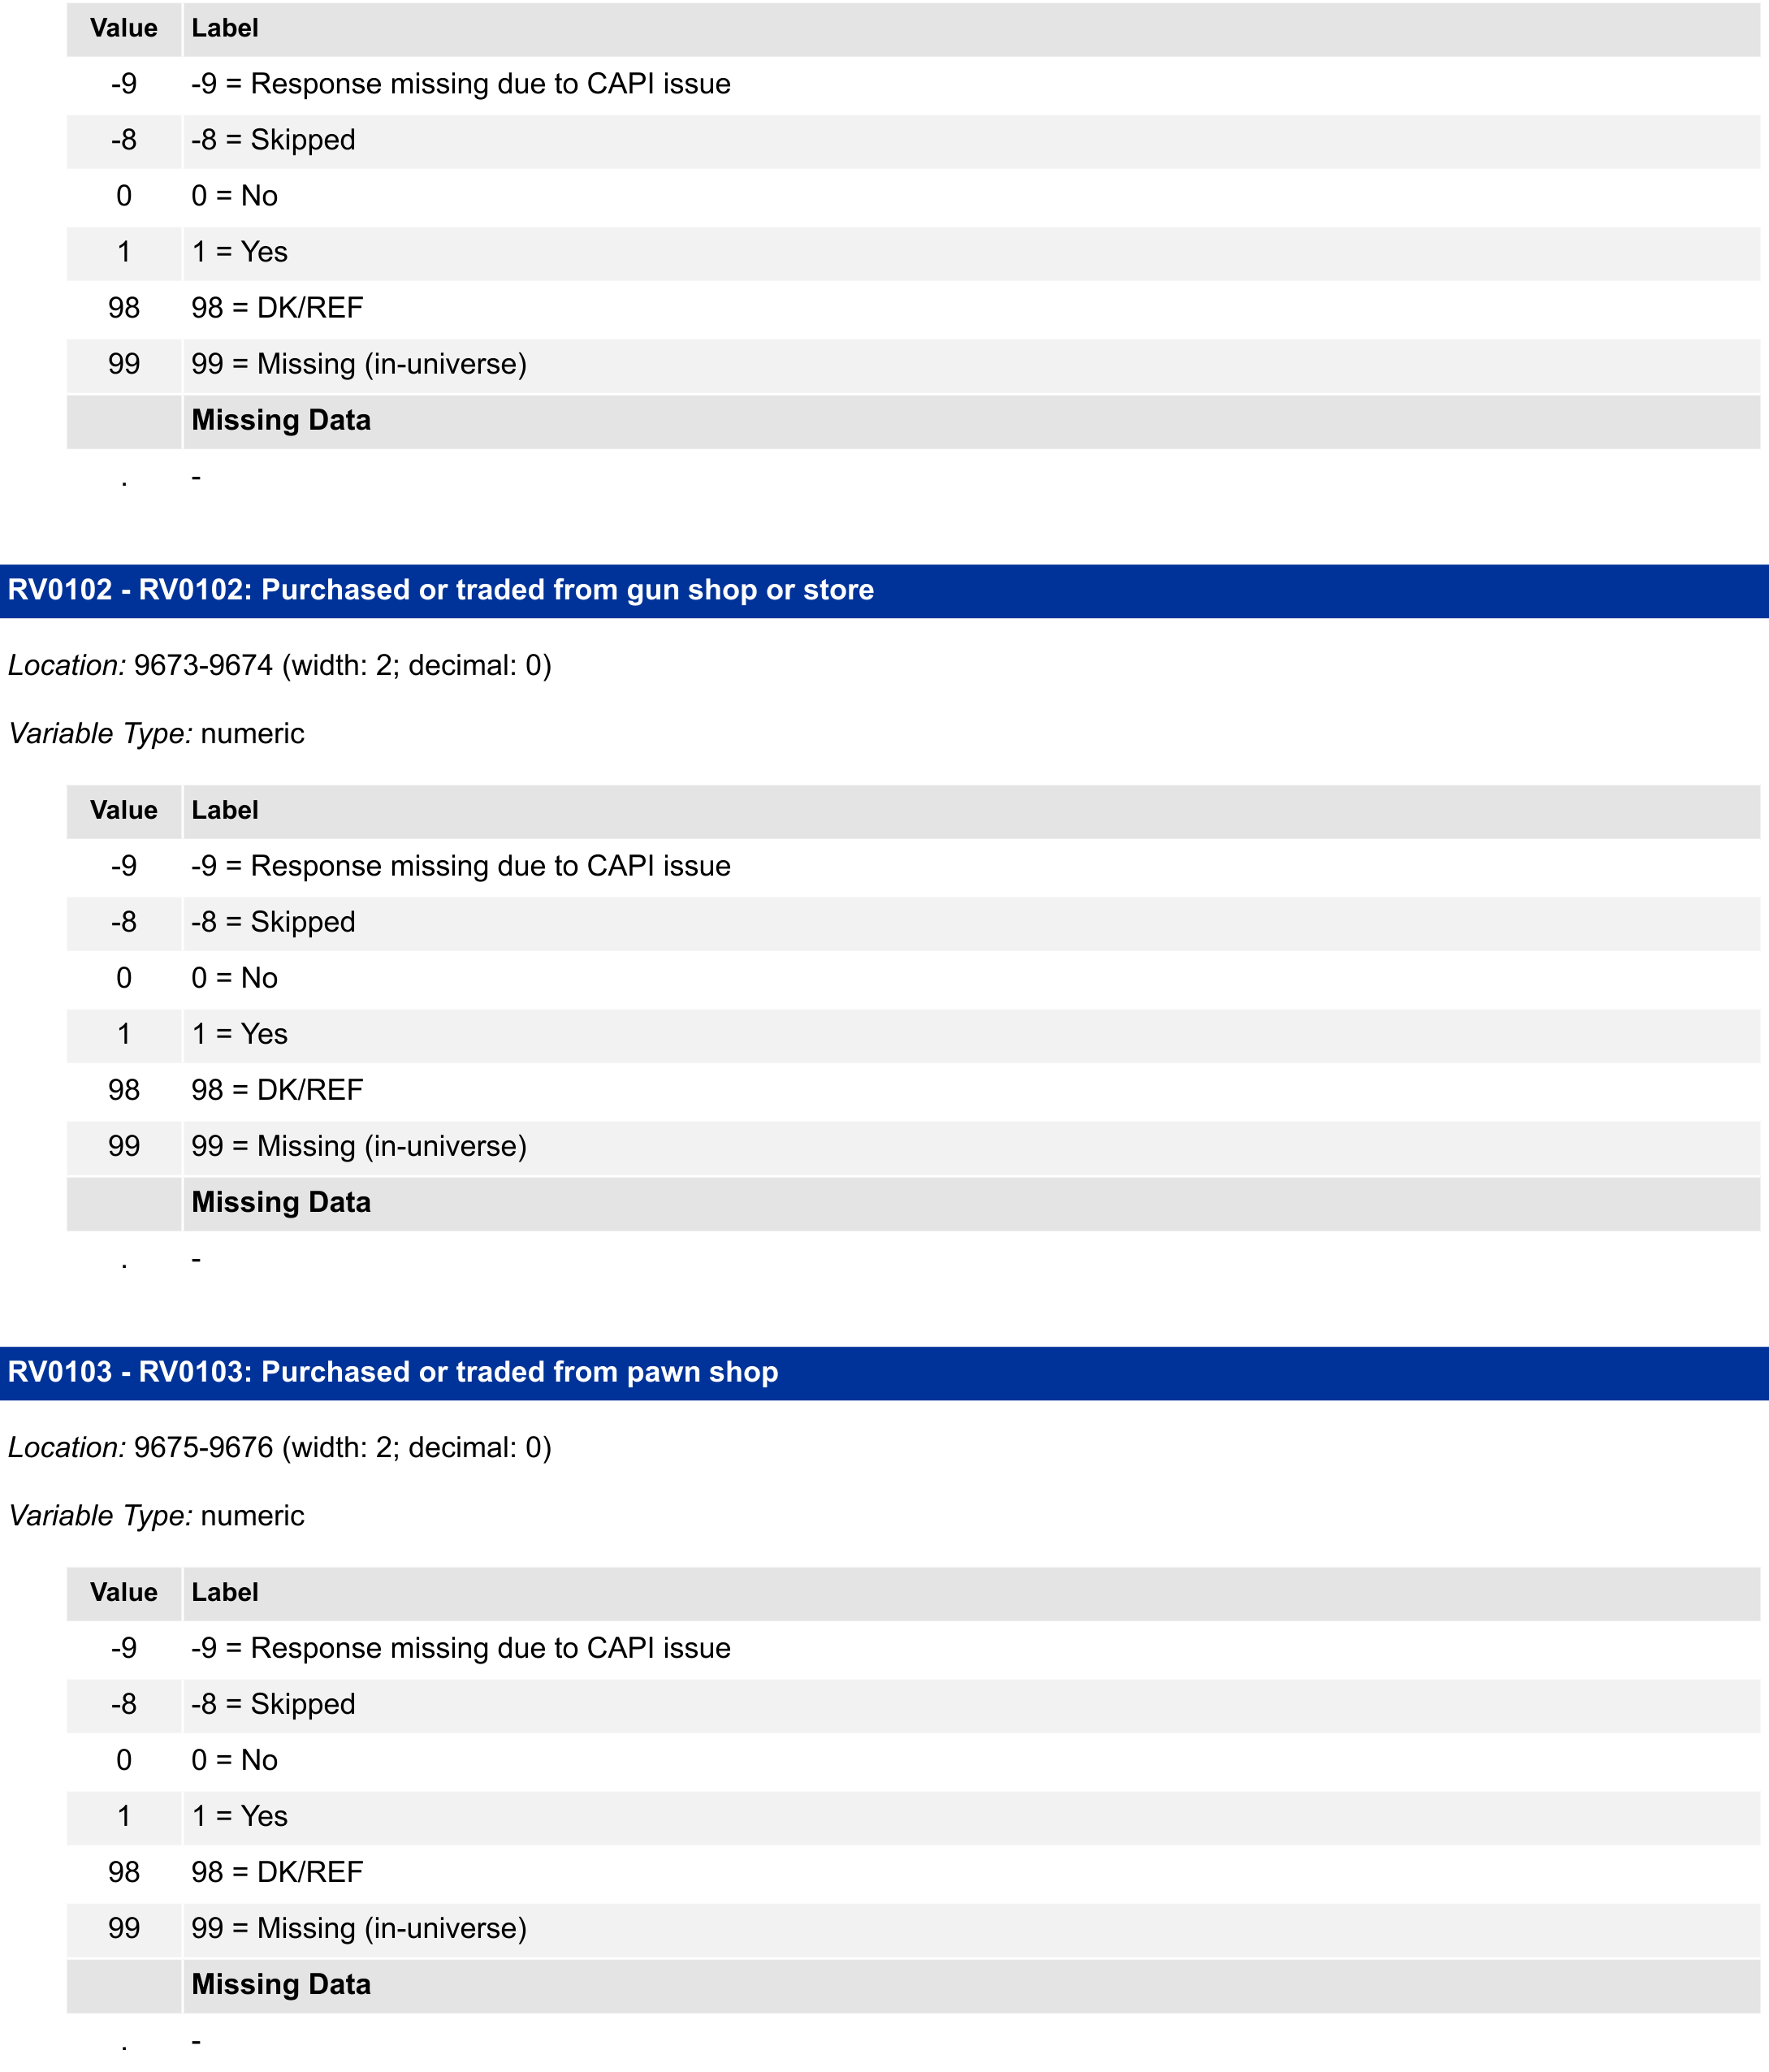 Value Label
-9 -9 = Response missing due to CAPI issue
-8 -8 = Skipped
0 0 = No
1 1 = Yes
98 98 = DK/REF
99 99 = Missing (in-universe)
Missing Data
. -
RV0102 - RV0102: Purchased or traded from gun shop or store
Location: 9673-9674 (width: 2; decimal: 0)
Variable Type: numeric
Value Label
-9 -9 = Response missing due to CAPI issue
-8 -8 = Skipped
0 0 = No
1 1 = Yes
98 98 = DK/REF
99 99 = Missing (in-universe)
Missing Data
. -
RV0103 - RV0103: Purchased or traded from pawn shop
Location: 9675-9676 (width: 2; decimal: 0)
Variable Type: numeric
Value Label
-9 -9 = Response missing due to CAPI issue
-8 -8 = Skipped
0 0 = No
1 1 = Yes
98 98 = DK/REF
99 99 = Missing (in-universe)
Missing Data
. -